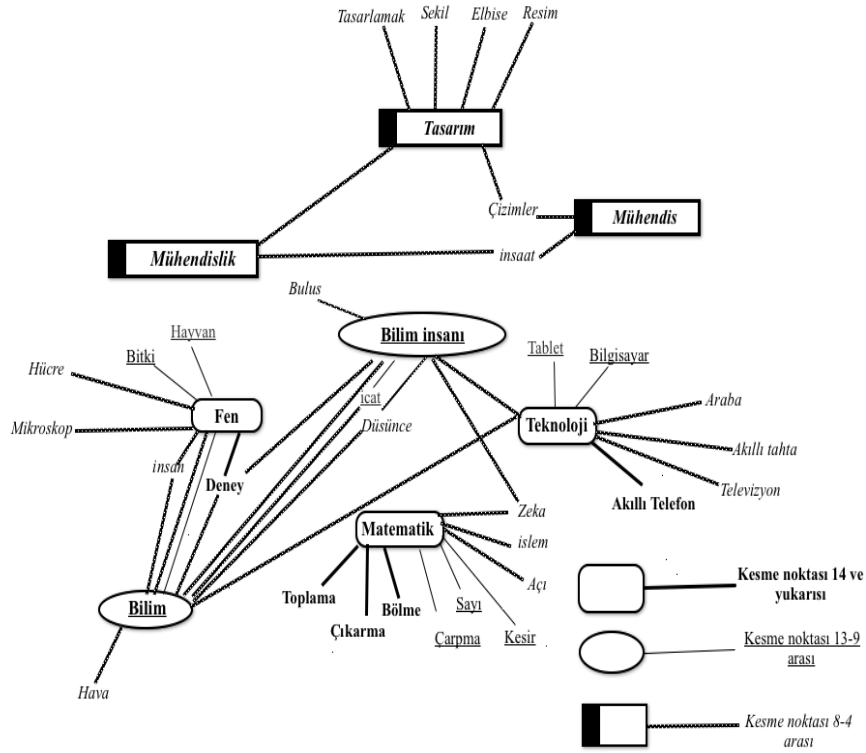 Tasarlamak
Sekil
Elbise
Resim
Tasarım
Çizimler
Mühendis
Mühendislik
insaat
Bulus
Bilim insanı
Hayvan
Bitki
Hücre
Fen
Mikroskop
insan
Deney
icat
Düsünce
Tablet
Bilgisayar
Teknoloji
Araba
Akıllı tahta
Televizyon
Akıllı Telefon
Zeka
Matematik
islem
Açı
Toplama
Çıkarma
Bölme
Sayı
Çarpma
Kesir
Bilim
Hava
Kesme noktası 14 ve
yukarısı
Kesme noktası 13-9
arası
Kesme noktası 8-4
arası